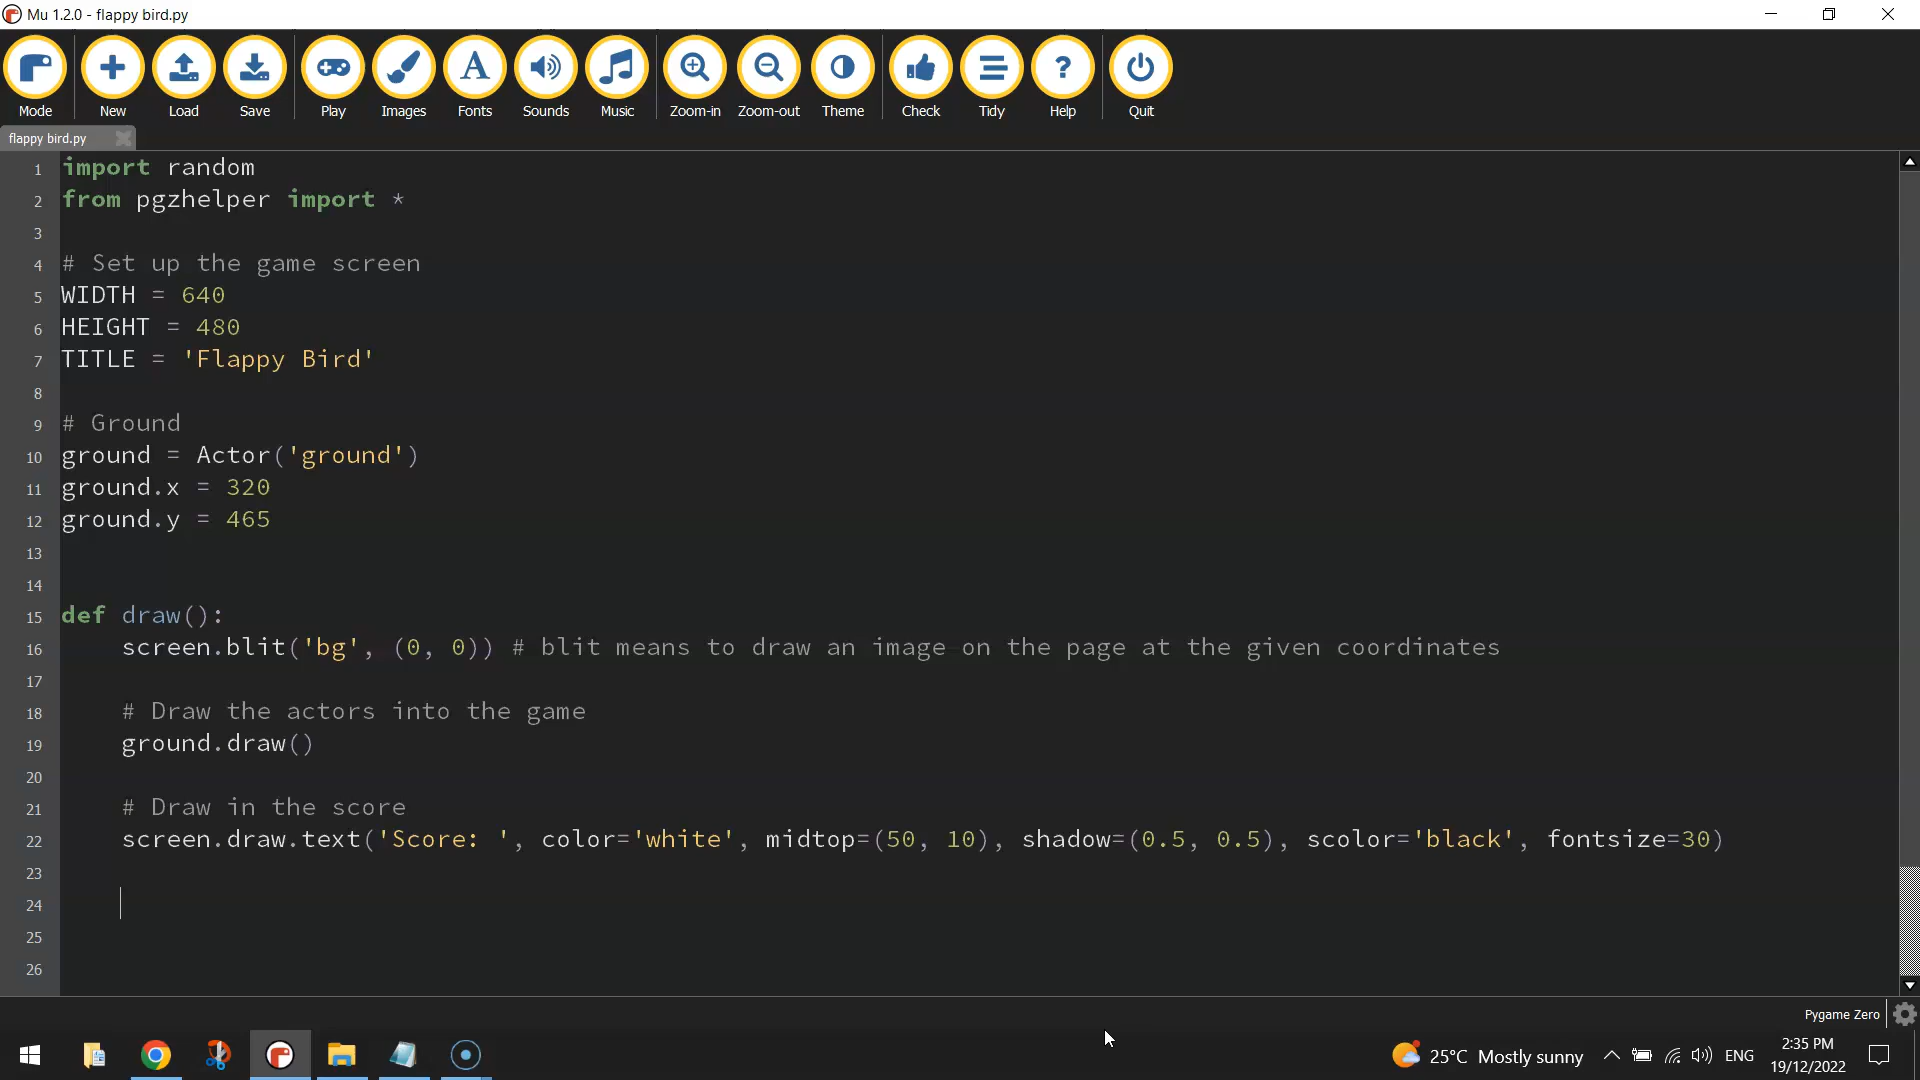 Mu 1.2.0 - flappy bird.py
Mode New Load Save Play Images Fonts Sounds Music Zoom-in Zoom-out Theme Check Tidy Help Quit
flappy bird.py
1 import random
2 from pgzhelper import *
3
4 # Set up the game screen
5 WIDTH = 640
6 HEIGHT = 480
7 TITLE = 'Flappy Bird'
8
9 # Ground
10 ground = Actor('ground')
11 ground.x = 320
12 ground.y = 465
13
14
15 def draw():
16     screen.blit('bg', (0, 0)) # blit means to draw an image on the page at the given coordinates
17
18     # Draw the actors into the game
19     ground.draw()
20
21     # Draw in the score
22     screen.draw.text('Score: ', color='white', midtop=(50, 10), shadow=(0.5, 0.5), scolor='black', fontsize=30)
23
24
25
26
Pygame Zero
25°C Mostly sunny ENG 2:35 PM
19/12/2022